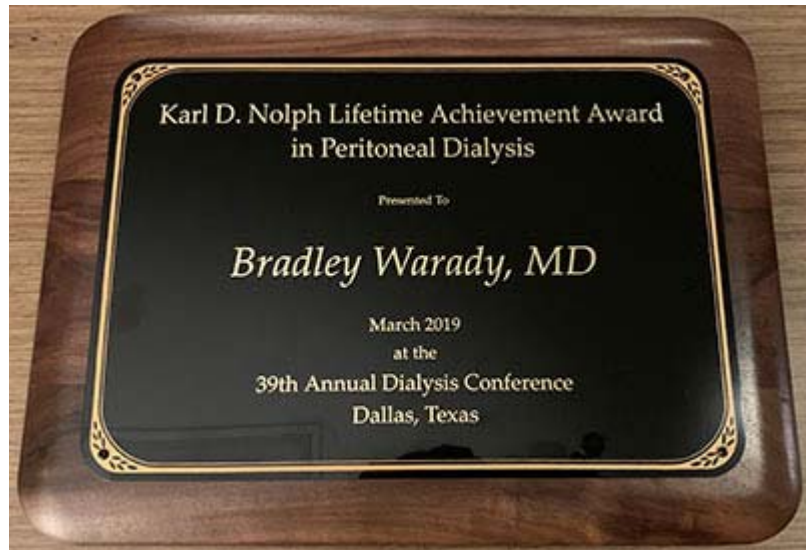 Karl D. Nolph Lifetime Achievement Award
in Peritoneal Dialysis
Presented To
Bradley Warady, MD
March 2019
at the
39th Annual Dialysis Conference
Dallas, Texas